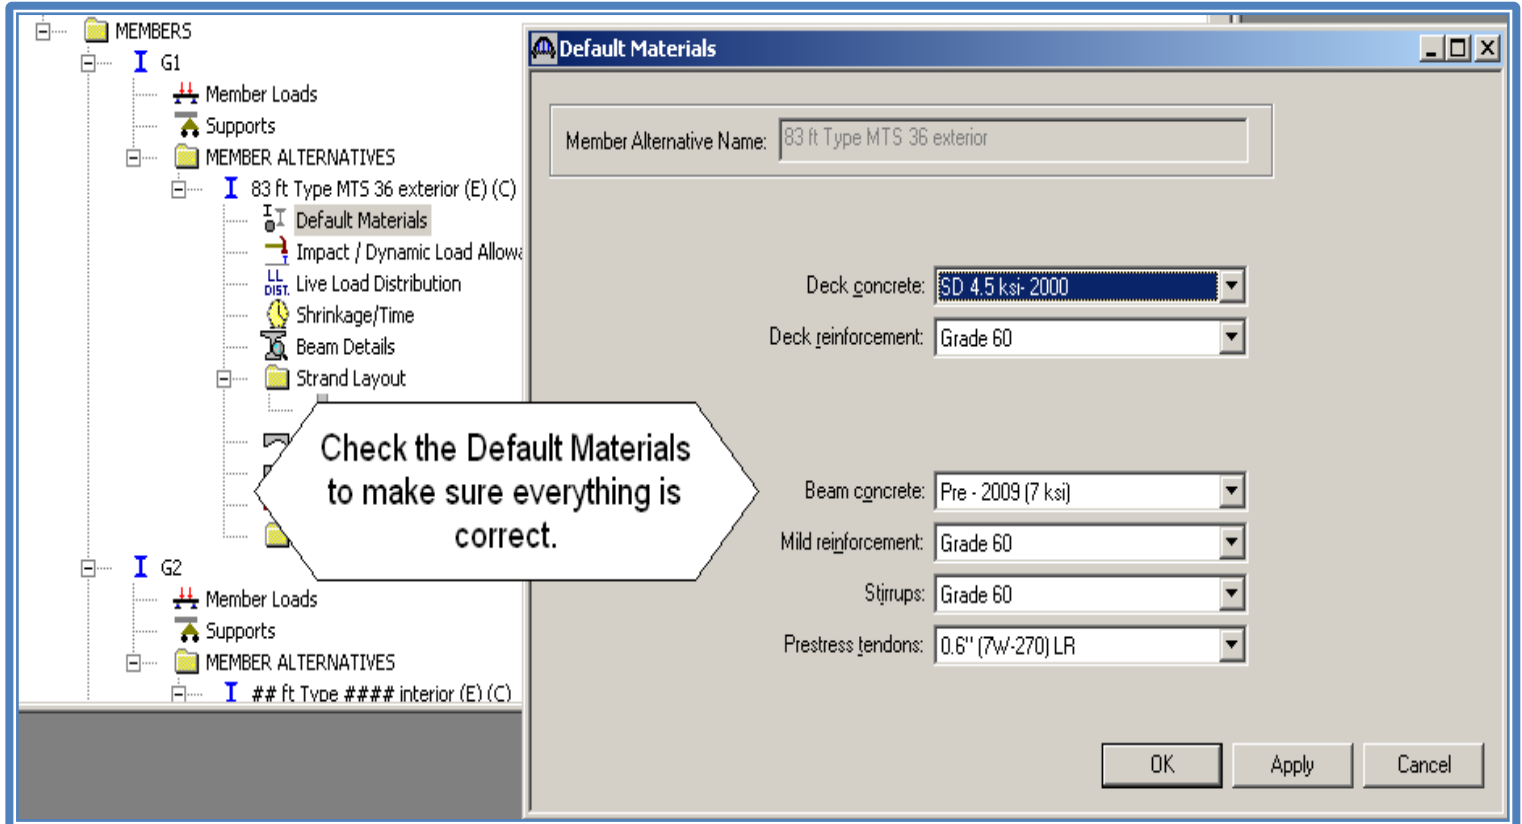 MEMBERS
G1
Member Loads
Supports
MEMBER ALTERNATIVES
83 ft Type MTS 36 exterior (E) (C)
Default Materials
Impact / Dynamic Load Allowa
LL
DIST.
Live Load Distribution
Shrinkage/Time
Beam Details
Strand Layout
G2
Member Loads
Supports
MEMBER ALTERNATIVES
## ft Type #### interior (E) (C)
Check the Default Materials
to make sure everything is
correct.
Default Materials
Member Alternative Name: 83 ft Type MTS 36 exterior
Deck concrete: SD 4.5 ksi- 2000
Deck reinforcement: Grade 60
Beam concrete: Pre - 2009 (7 ksi)
Mild reinforcement: Grade 60
Stirrups: Grade 60
Prestress tendons: 0.6" (7W-270) LR
OK Apply Cancel